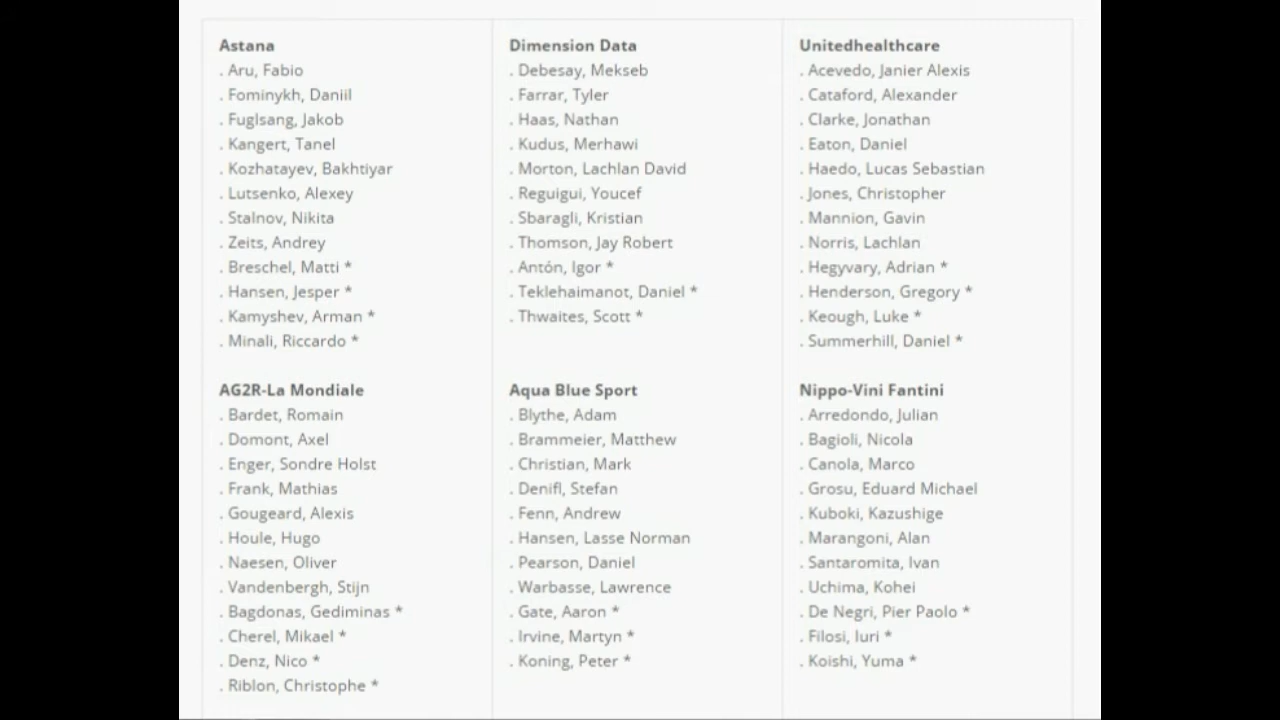 Astana
. Aru, Fabio
. Fominykh, Daniil
. Fuglsang, Jakob
. Kangert, Tanel
. Kozhatayev, Bakhtiyar
. Lutsenko, Alexey
. Stalnov, Nikita
. Zeits, Andrey
. Breschel, Matti *
. Hansen, Jesper *
. Kamyshev, Arman *
. Minali, Riccardo *
Dimension Data
. Debesay, Mekseb
. Farrar, Tyler
. Haas, Nathan
. Kudus, Merhawi
. Morton, Lachlan David
. Reguigui, Youcef
. Sbaragli, Kristian
. Thomson, Jay Robert
. Antón, Igor *
. Teklehaimanot, Daniel *
. Thwaites, Scott *
Unitedhealthcare
. Acevedo, Janier Alexis
. Cataford, Alexander
. Clarke, Jonathan
. Eaton, Daniel
. Haedo, Lucas Sebastian
. Jones, Christopher
. Mannion, Gavin
. Norris, Lachlan
. Hegyvary, Adrian *
. Henderson, Gregory *
. Keough, Luke *
. Summerhill, Daniel *
AG2R-La Mondiale
. Bardet, Romain
. Domont, Axel
. Enger, Sondre Holst
. Frank, Mathias
. Gougeard, Alexis
. Houle, Hugo
. Naesen, Oliver
. Vandenbergh, Stijn
. Bagdonas, Gediminas *
. Cherel, Mikael *
. Denz, Nico *
. Riblon, Christophe *
Aqua Blue Sport
. Blythe, Adam
. Brammeier, Matthew
. Christian, Mark
. Denifl, Stefan
. Fenn, Andrew
. Hansen, Lasse Norman
. Pearson, Daniel
. Warbasse, Lawrence
. Gate, Aaron *
. Irvine, Martyn *
. Koning, Peter *
Nippo-Vini Fantini
. Arredondo, Julian
. Bagioli, Nicola
. Canola, Marco
. Grosu, Eduard Michael
. Kuboki, Kazushige
. Marangoni, Alan
. Santaromita, Ivan
. Uchima, Kohei
. De Negri, Pier Paolo *
. Filosi, Iuri *
. Koishi, Yuma *